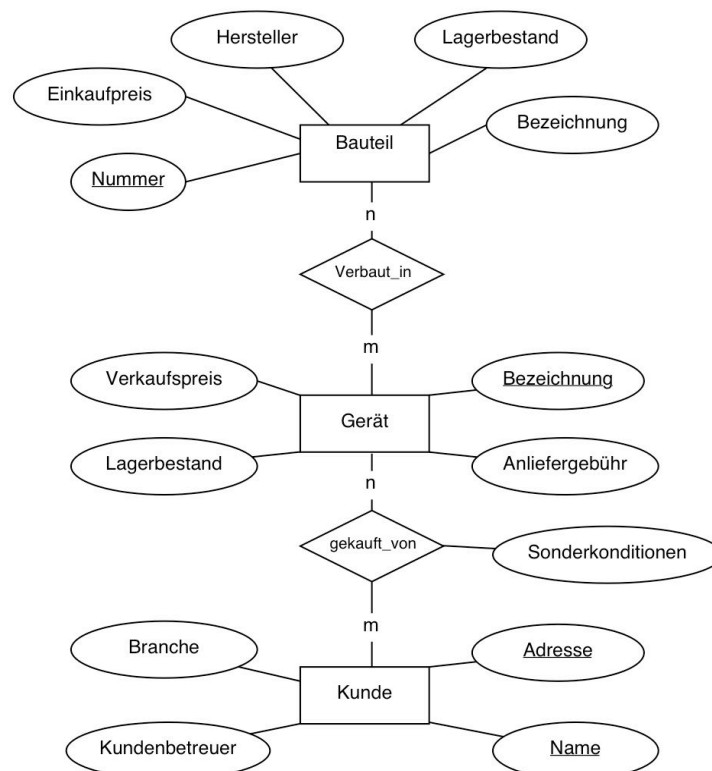 Hersteller
Lagerbestand
Einkaufpreis
Bezeichnung
Bauteil
Nummer
n
Verbaut_in
m
Verkaufspreis
Bezeichnung
Gerät
Lagerbestand
Anliefergebühr
n
gekauft_von
Sonderkonditionen
m
Branche
Adresse
Kunde
Kundenbetreuer
Name